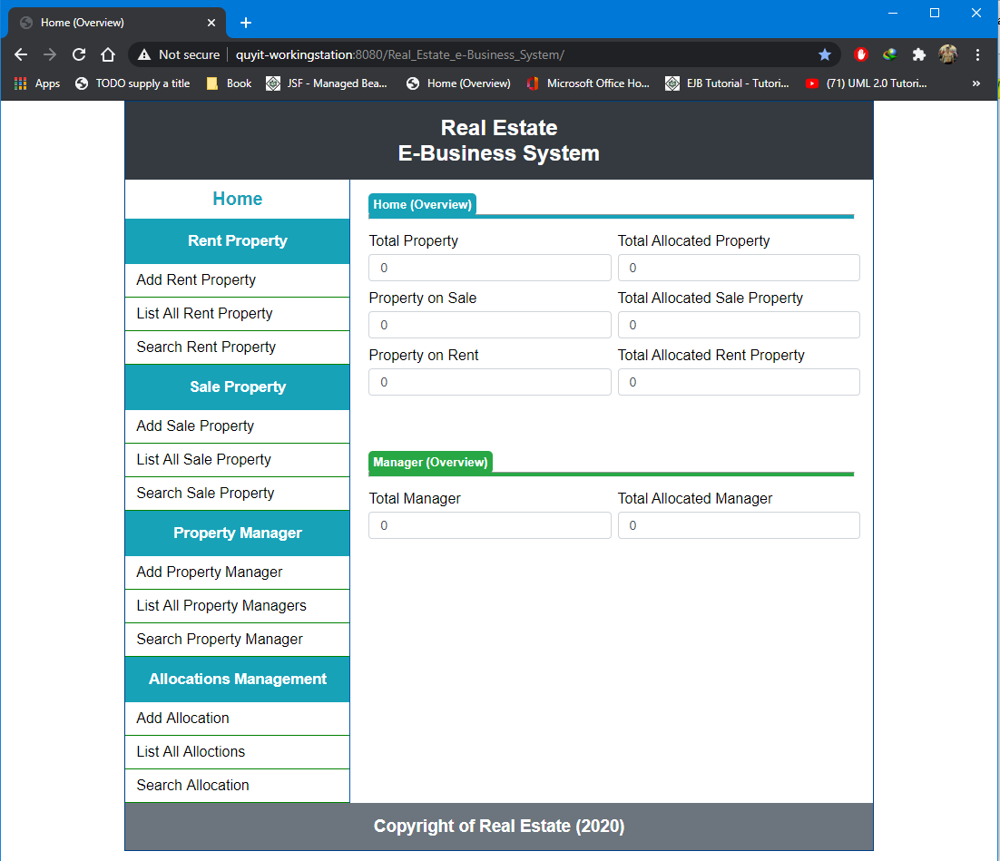 Home (Overview)
Not secure quyit-workingstation:8080/Real_Estate_e-Business_System/
Apps TODO supply a title Book JSF - Managed Bea... Home (Overview) Microsoft Office Ho... EJB Tutorial - Tutori... (71) UML 2.0 Tutori... »
Real Estate
E-Business System
Home
Rent Property
Add Rent Property
List All Rent Property
Search Rent Property
Sale Property
Add Sale Property
List All Sale Property
Search Sale Property
Property Manager
Add Property Manager
List All Property Managers
Search Property Manager
Allocations Management
Add Allocation
List All Alloctions
Search Allocation
Home (Overview)
Total Property Total Allocated Property
0 0
Property on Sale Total Allocated Sale Property
0 0
Property on Rent Total Allocated Rent Property
0 0
Manager (Overview)
Total Manager Total Allocated Manager
0 0
Copyright of Real Estate (2020)